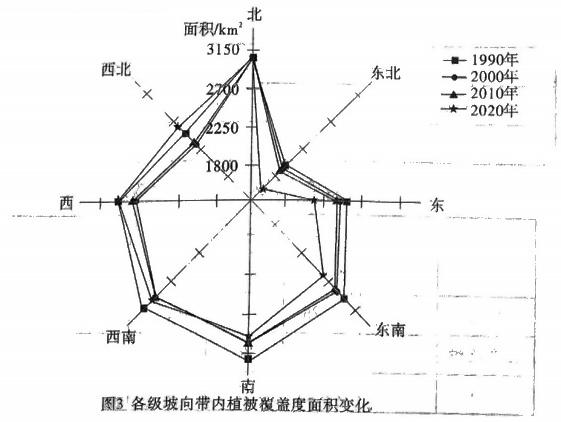 北
面积/km²
3150
2700
2250
1800
西北
东北
1990年
2000年
2010年
2020年
西
东
西南
东南
南
图3 各级坡向带内植被覆盖度面积变化